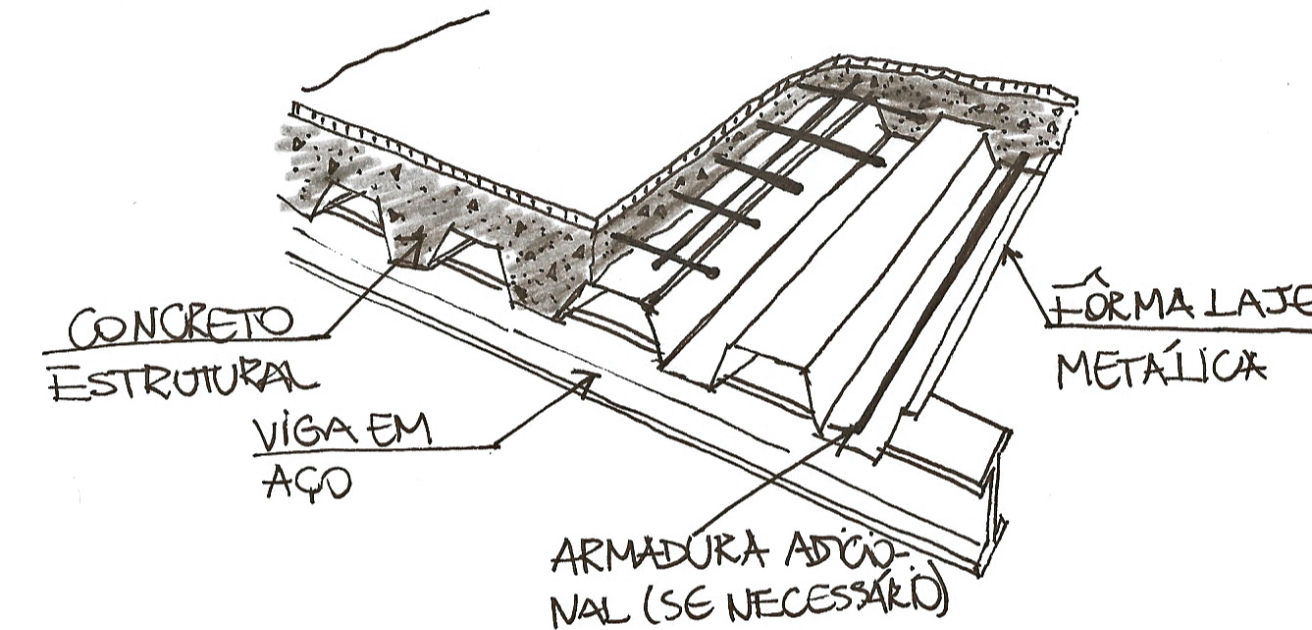 CONCRETO
ESTRUTURAL
VIGA EM
AÇO
FÔRMA LAJE
METÁLICA
ARMADURA ADICIO-
NAL (SE NECESSÁRIO)